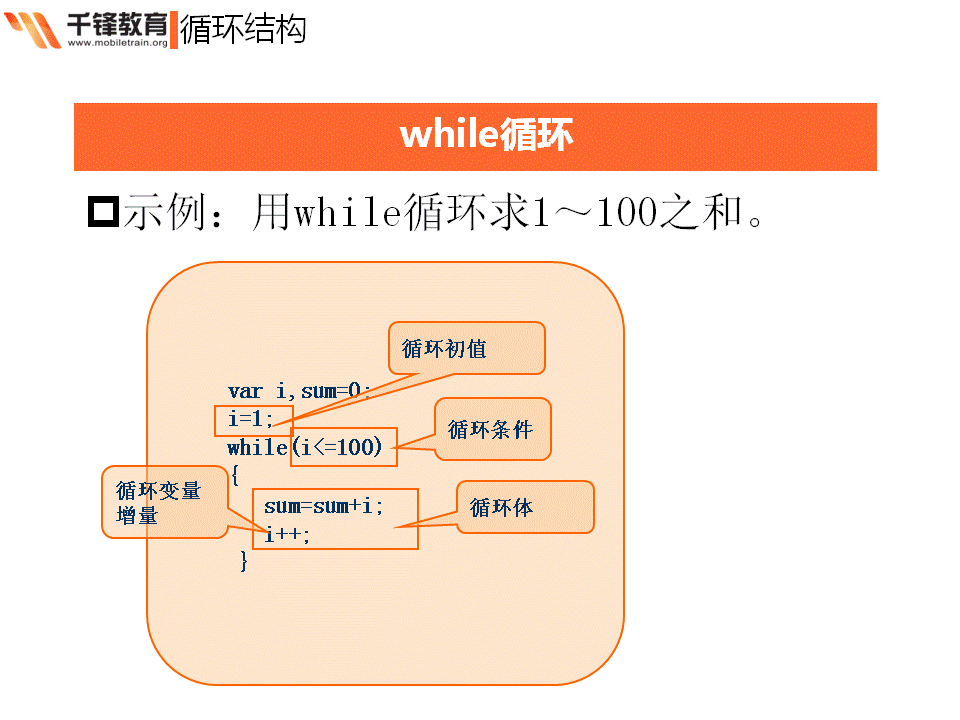 千锋教育
www.mobiletrain.org
循环结构
while循环
示例：用while循环求1～100之和。
循环初值
var i,sum=0;
i=1;
循环条件
while(i<=100)
{
循环变量
增量
sum=sum+i;
循环体
i++;
}